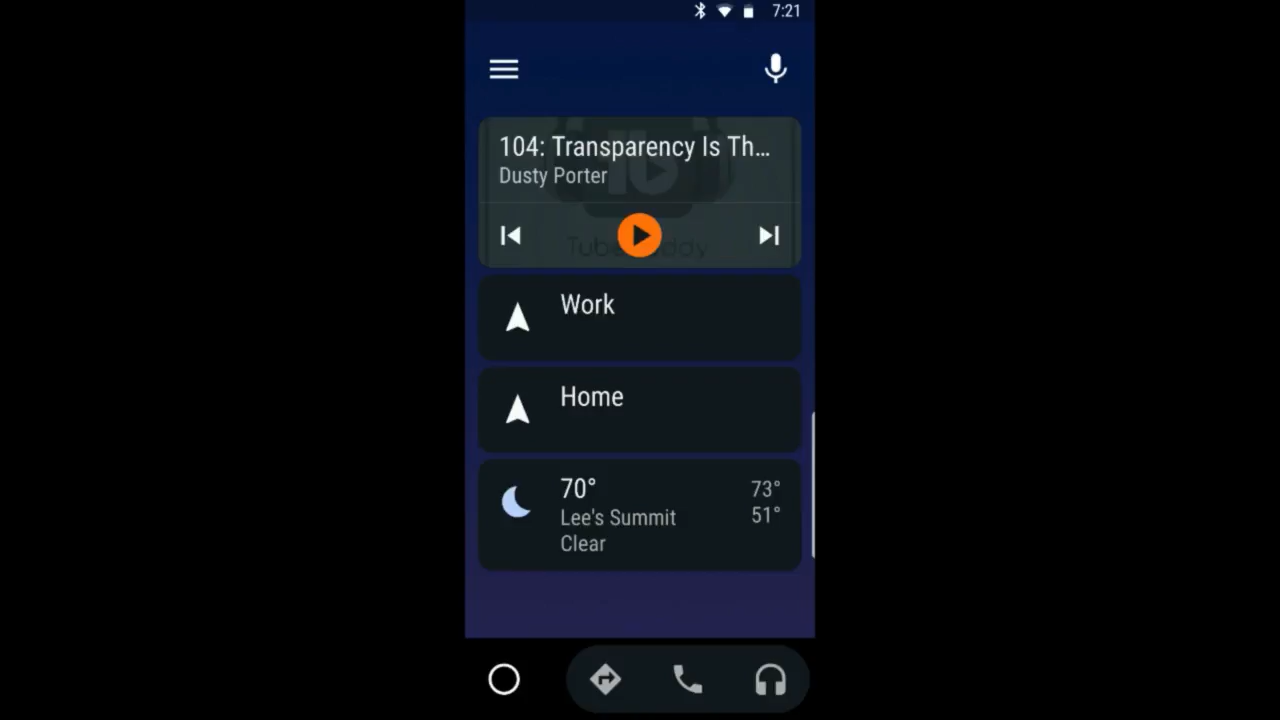 7:21
104: Transparency Is Th...
Dusty Porter
Work
Home
70°
73°
Lee's Summit
51°
Clear